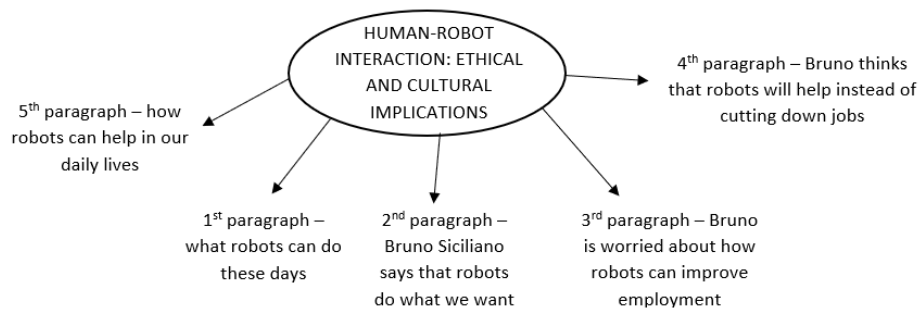 HUMAN-ROBOT
INTERACTION: ETHICAL
AND CULTURAL
IMPLICATIONS
4th paragraph – Bruno thinks
that robots will help instead of
cutting down jobs
5th paragraph – how
robots can help in our
daily lives
1st paragraph –
what robots can do
these days
2nd paragraph –
Bruno Siciliano
says that robots
do what we want
3rd paragraph – Bruno
is worried about how
robots can improve
employment